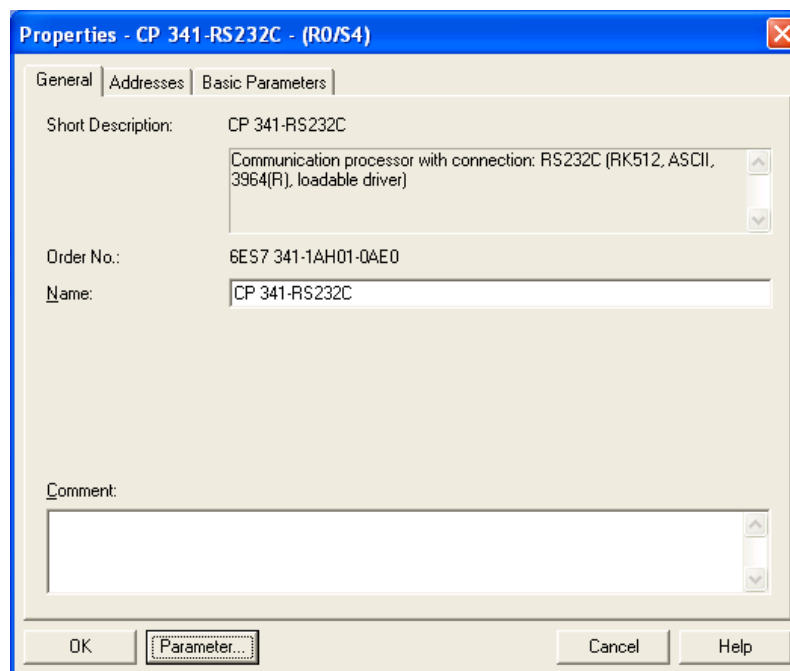 Properties - CP 341-RS232C - (R0/S4)
General Addresses Basic Parameters
Short Description: CP 341-RS232C
Communication processor with connection: RS232C (RK512, ASCII,
3964(R), loadable driver)
Order No.: 6ES7 341-1AH01-0AE0
Name: CP 341-RS232C
Comment:
OK Parameter... Cancel Help